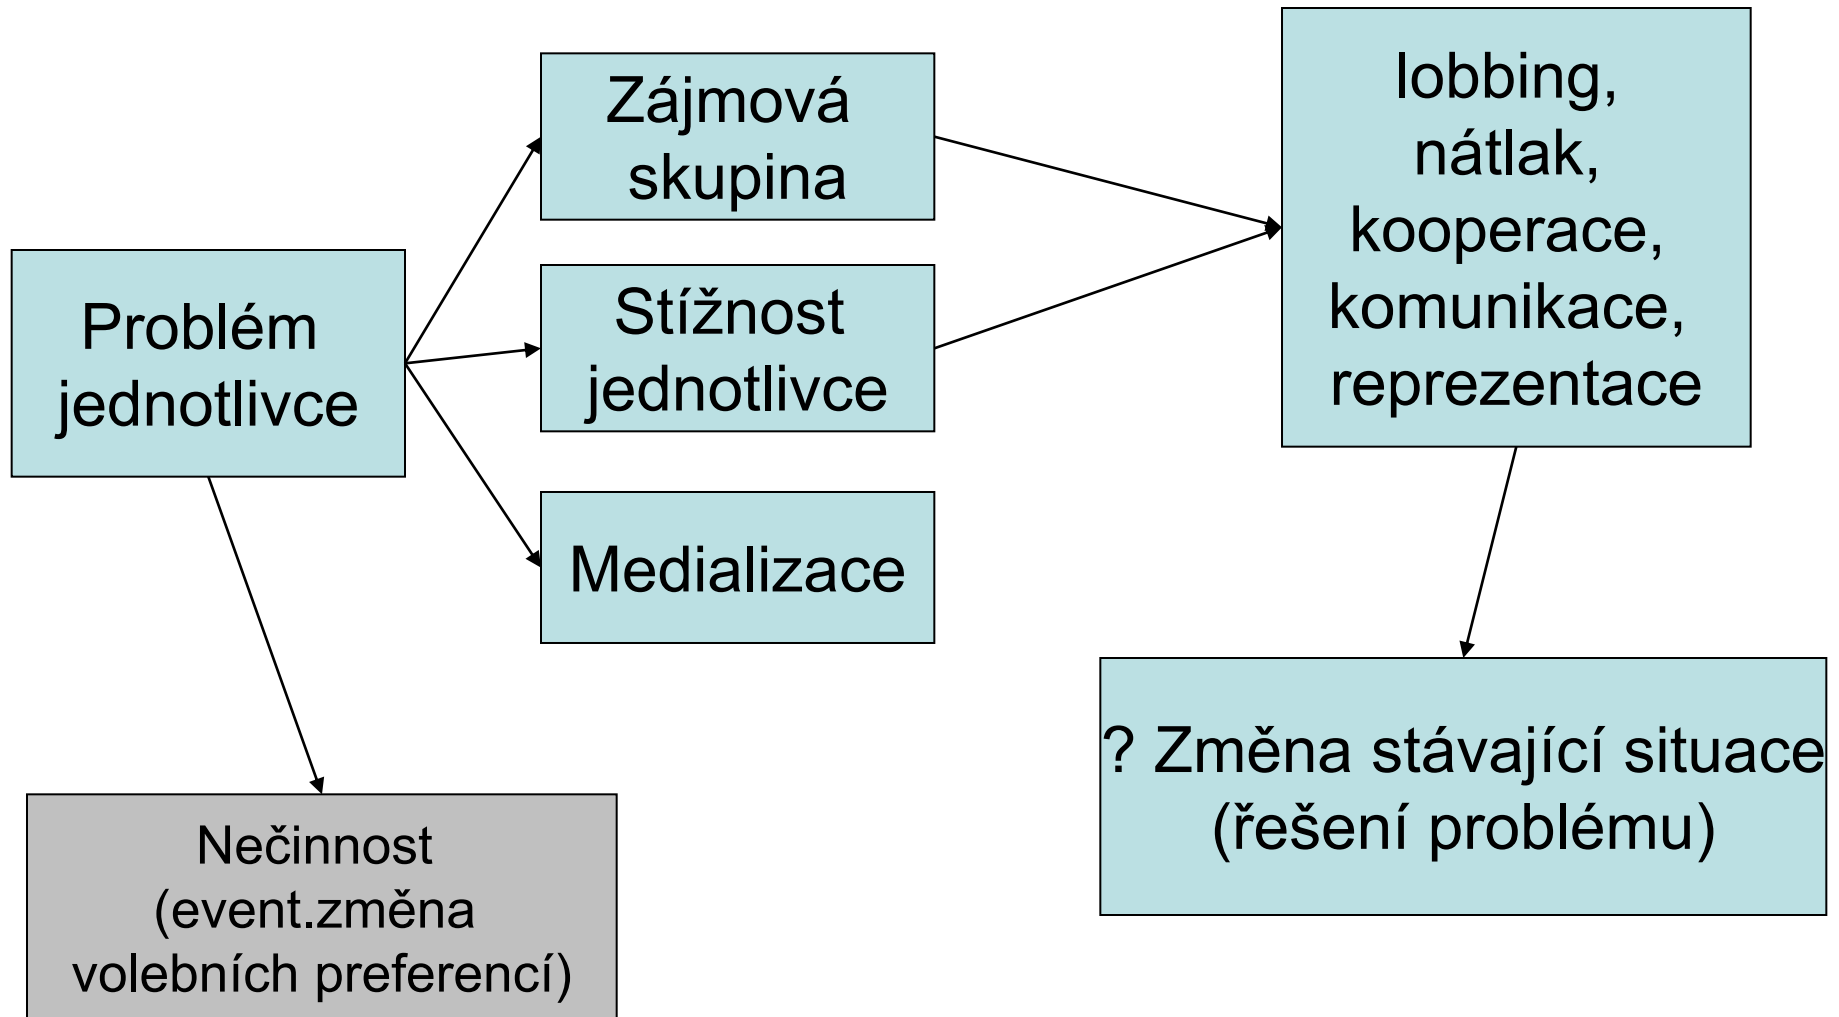 Problém
jednotlivce
Zájmová
skupina
Stížnost
jednotlivce
Medializace
lobbing,
nátlak,
kooperace,
komunikace,
reprezentace
? Změna stávající situace
(řešení problému)
Nečinnost
(event.změna
volebních preferencí)